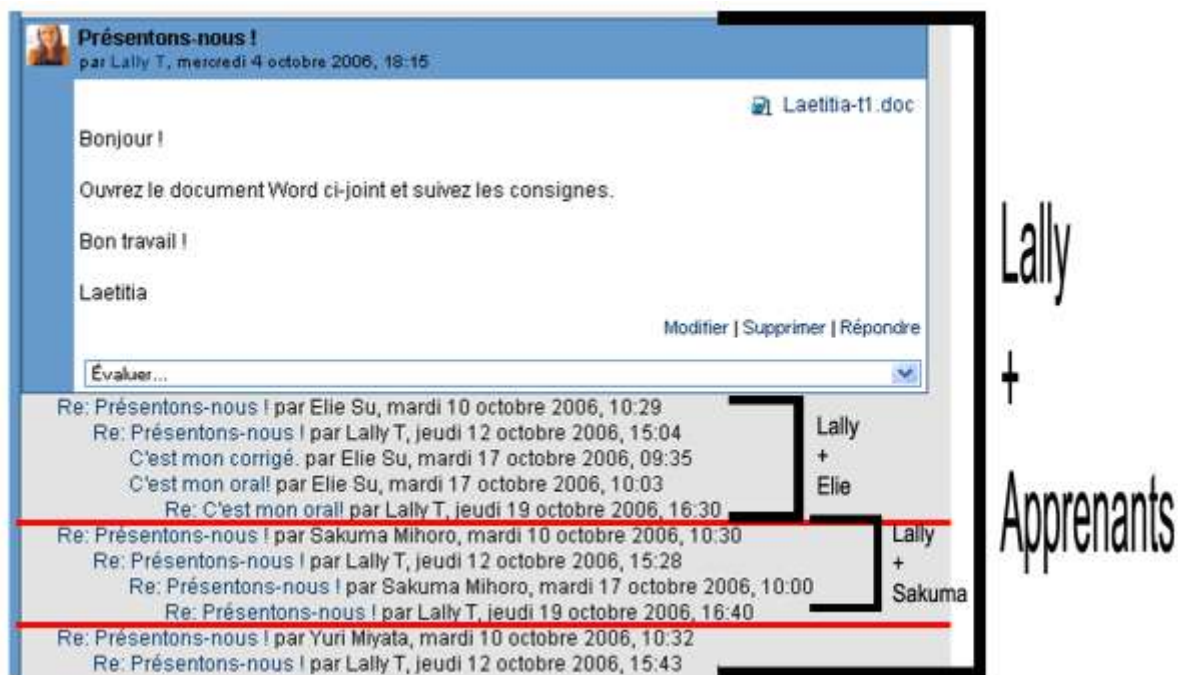 Présentons-nous !
par Lally T, mercredi 4 octobre 2006, 18:15
Laetitia-t1.doc
Bonjour !
Ouvrez le document Word ci-joint et suivez les consignes.
Bon travail !
Laetitia
Modifier | Supprimer | Répondre
Évaluer...
Re: Présentons-nous ! par Elie Su, mardi 10 octobre 2006, 10:29
Re: Présentons-nous ! par Lally T, jeudi 12 octobre 2006, 15:04
C'est mon corrigé. par Elie Su, mardi 17 octobre 2006, 09:35
C'est mon oral! par Elie Su, mardi 17 octobre 2006, 10:03
Re: C'est mon oral! par Lally T, jeudi 19 octobre 2006, 16:30
Lally
+
Elie
Re: Présentons-nous ! par Sakuma Mihoro, mardi 10 octobre 2006, 10:30
Re: Présentons-nous ! par Lally T, jeudi 12 octobre 2006, 15:28
Re: Présentons-nous ! par Sakuma Mihoro, mardi 17 octobre 2006, 10:00
Re: Présentons-nous ! par Lally T, jeudi 19 octobre 2006, 16:40
Lally
+
Sakuma
Re: Présentons-nous ! par Yuri Miyata, mardi 10 octobre 2006, 10:32
Re: Présentons-nous ! par Lally T, jeudi 12 octobre 2006, 15:43
Lally
+
Apprenants